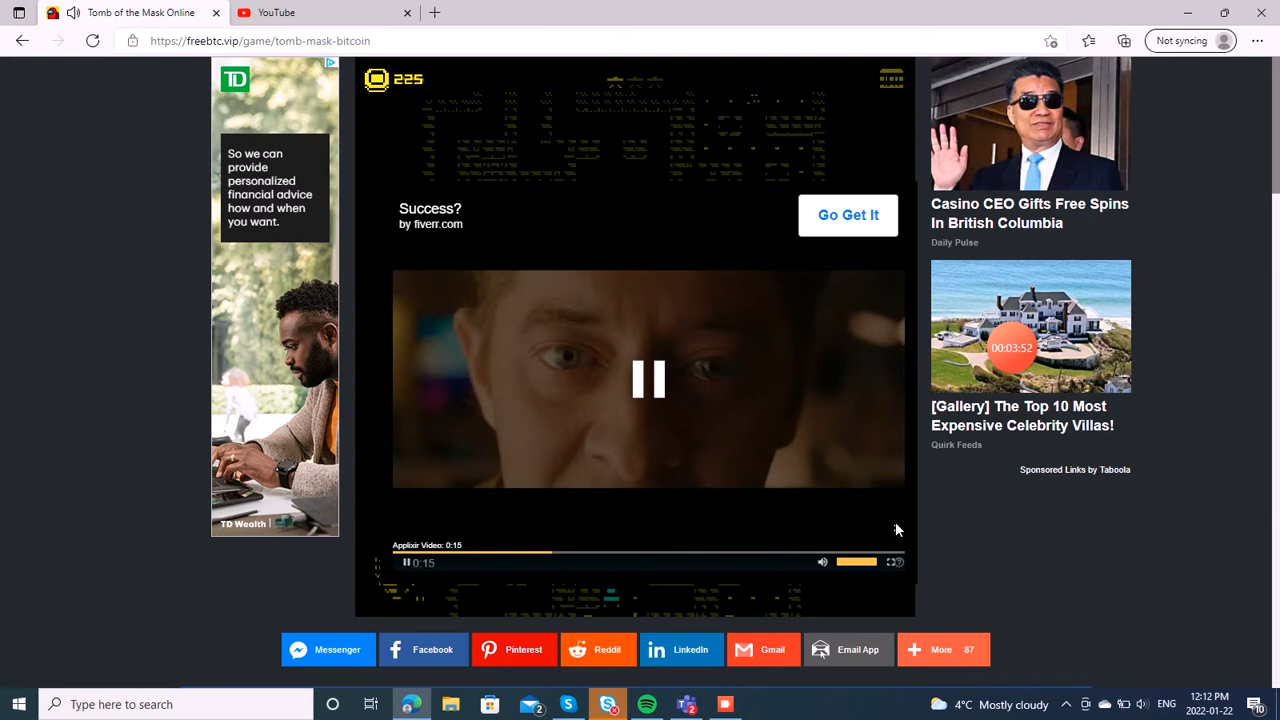 Tomb of the Mask Online
YouTube
https://freebtc.vip/game/tomb-mask-bitcoin
Not syncing
TD
So we can
provide
personalized
financial advice
how and when
you want.
TD Wealth
225
Success?
by fiverr.com
Go Get It
Applixir Video: 0:15
0:15
Casino CEO Gifts Free Spins
In British Columbia
Daily Pulse
00:03:52
[Gallery] The Top 10 Most
Expensive Celebrity Villas!
Quirk Feeds
Sponsored Links by Taboola
Messenger
Facebook
Pinterest
Reddit
LinkedIn
Gmail
Email App
More 87
Type here to search
2
2
4°C Mostly cloudy
ENG
12:12 PM
2022-01-22
10